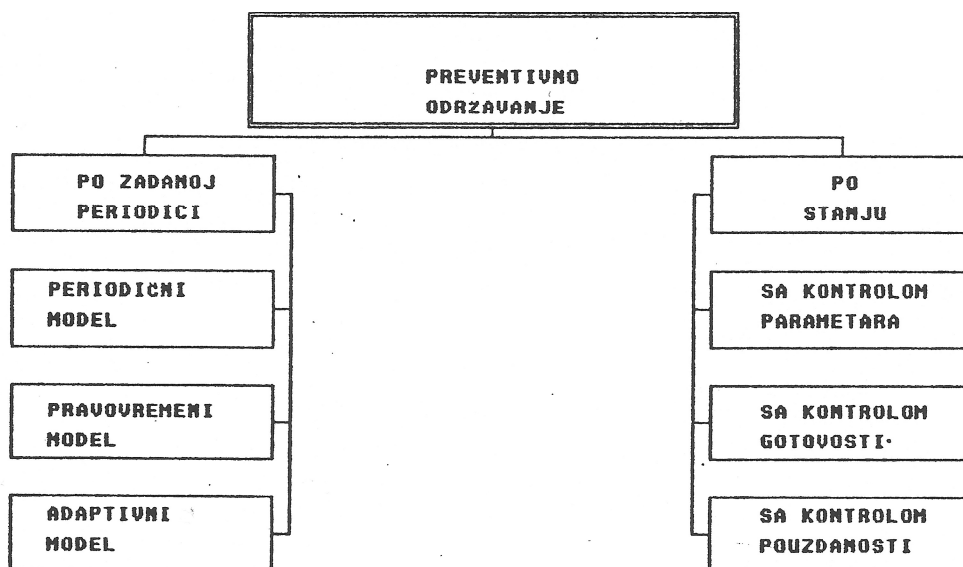 PREVENTIVNO
ODRZAVANJE
PO ZADANOJ
PERIODICI
PO
STANJU
PERIODIČNI
MODEL
SA KONTROLOM
PARAMETARA
PRAVOVREMENI
MODEL
SA KONTROLOM
GOTOVOSTI
ADAPTIVNI
MODEL
SA KONTROLOM
POUZDANOSTI